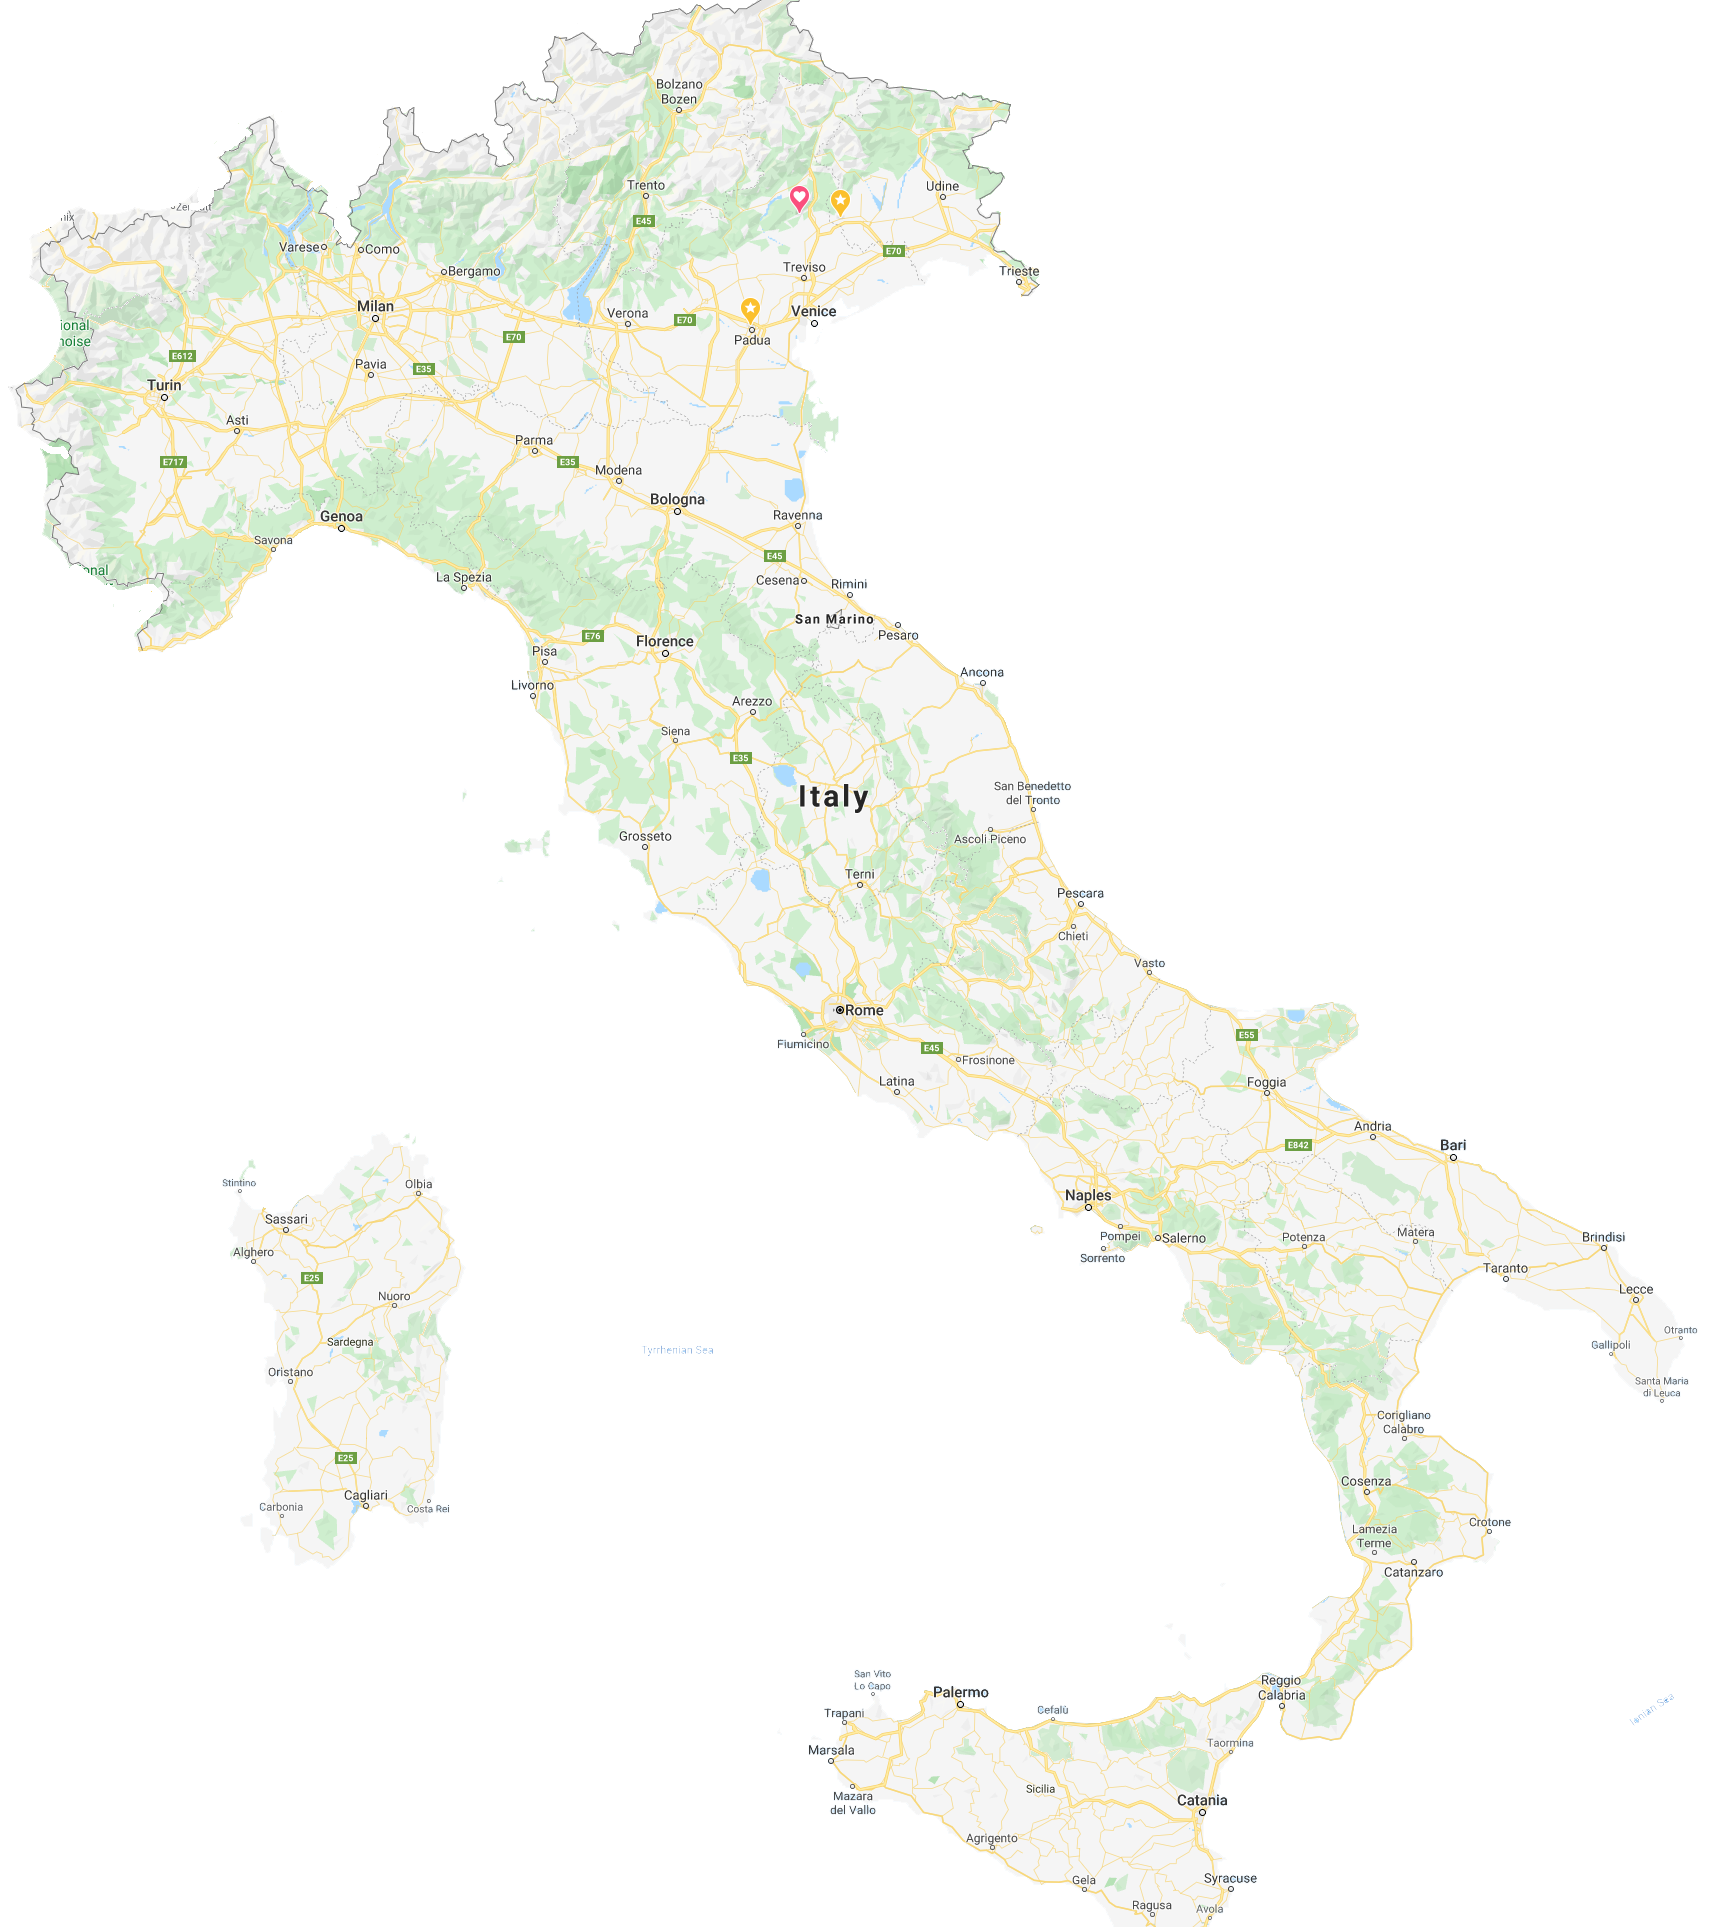 Bolzano
Bozen
Trento
E45
Udine
Varese
Como
Bergamo
E70
Treviso
Trieste
Milan
Verona
E70
Venice
Padua
ional
noise
E70
E612
Pavia
E35
Turin
Asti
Parma
E717
E35
Modena
Bologna
Genoa
Ravenna
Savona
E45
onal
La Spezia
Cesena
Rimini
San Marino
E76
Florence
Pesaro
Pisa
Ancona
Livorno
Arezzo
Siena
E35
San Benedetto
del Tronto
Italy
Grosseto
Ascoli Piceno
Terni
Pescara
Chieti
Vasto
Rome
E55
Fiumicino
E45
Frosinone
Latina
Foggia
Andria
E842
Bari
Stintino
Olbia
Naples
Sassari
Pompei
Salerno
Potenza
Matera
Brindisi
Alghero
Sorrento
Taranto
E25
Lecce
Nuoro
Otranto
Sardegna
Tyrrhenian Sea
Gallipoli
Oristano
Santa Maria
di Leuca
Corigliano
Calabro
E25
Cosenza
Cagliari
Carbonia
Costa Rei
Crotone
Lamezia
Terme
Catanzaro
San Vito
Lo Capo
Palermo
Reggio
Calabria
Trapani
Cefalù
Ionian Sea
Marsala
Taormina
Sicilia
Mazara
del Vallo
Catania
Agrigento
Gela
Syracuse
Ragusa
Avola